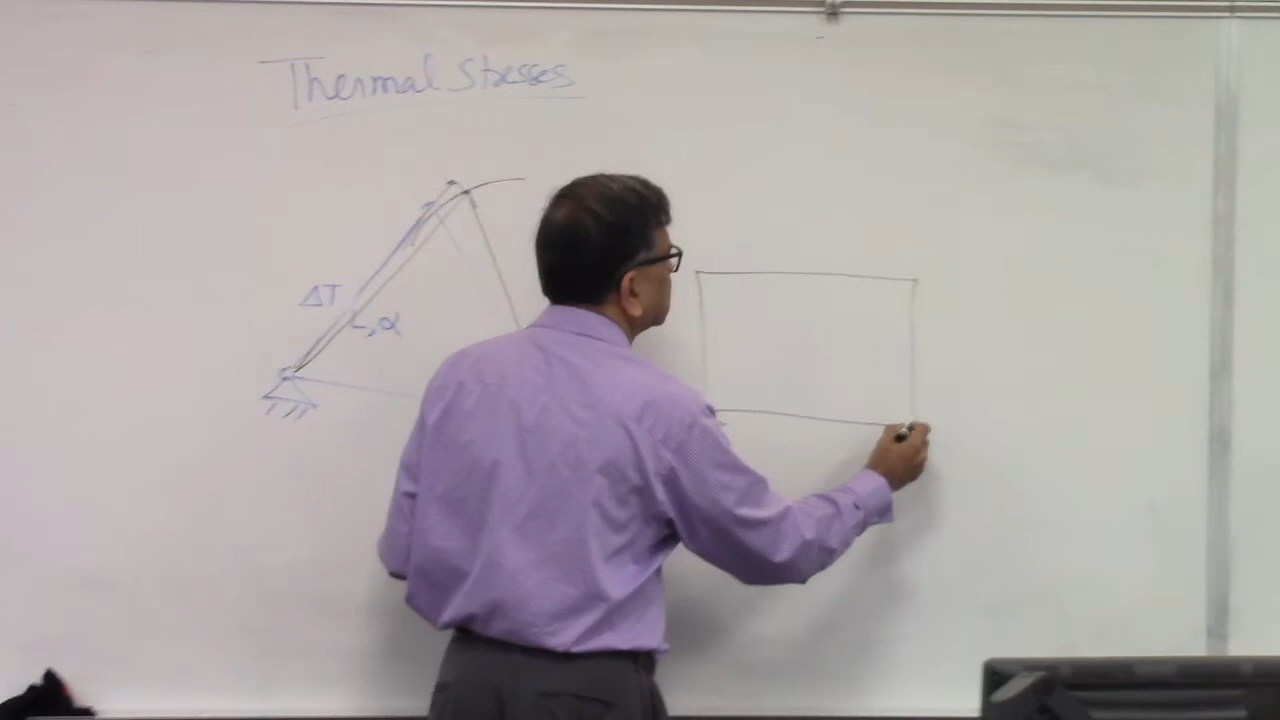 Thermal Stresses
ΔT
L, α